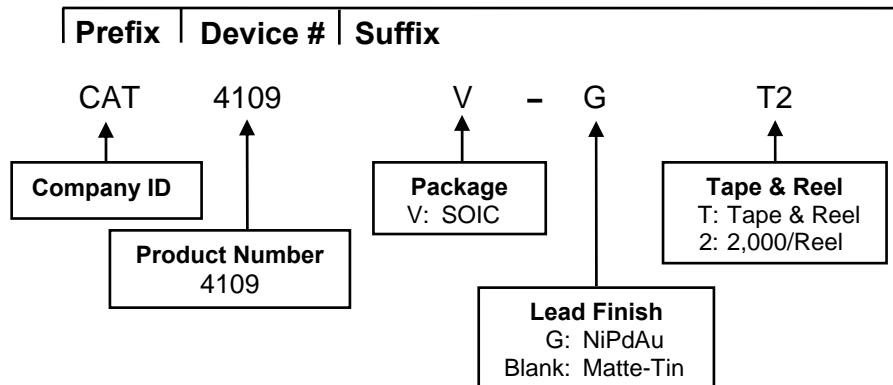 Prefix Device # Suffix
CAT 4109 V – G T2
Company ID
Package
V: SOIC
Tape & Reel
T: Tape & Reel
2: 2,000/Reel
Product Number
4109
Lead Finish
G: NiPdAu
Blank: Matte-Tin